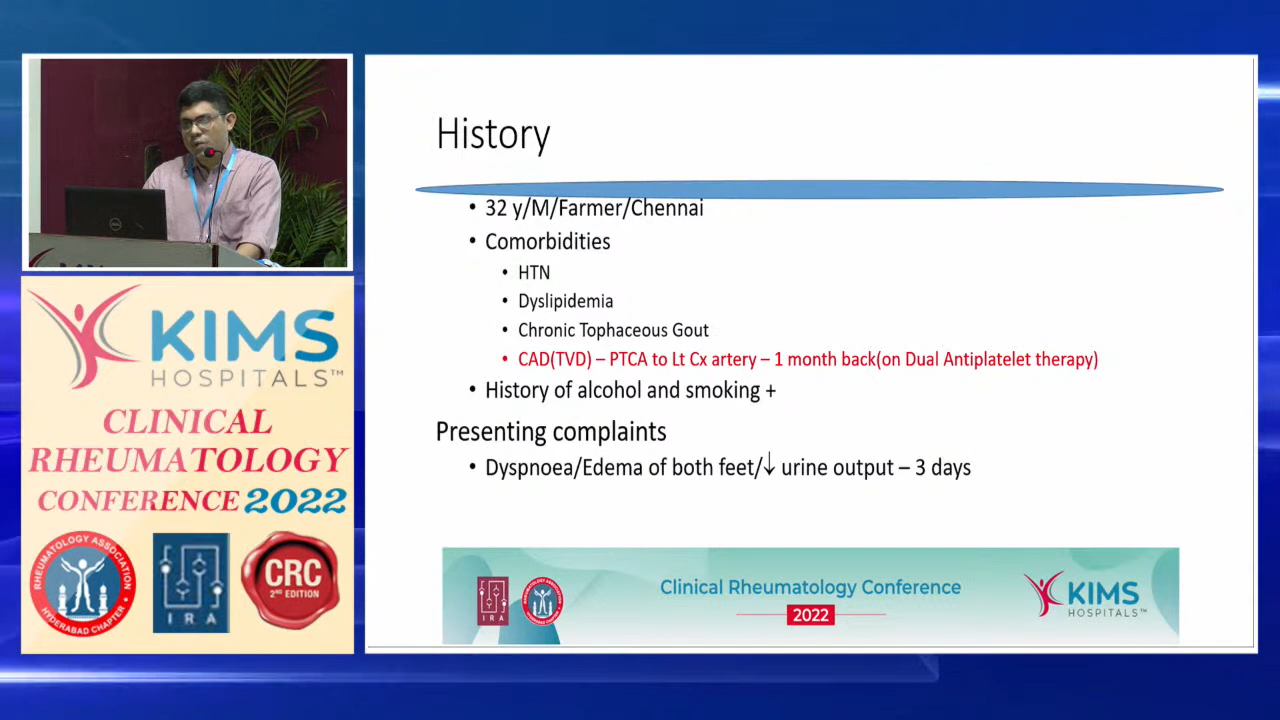 History
• 32 y/M/Farmer/Chennai
• Comorbidities
• HTN
• Dyslipidemia
• Chronic Tophaceous Gout
• CAD(TVD) – PTCA to Lt Cx artery – 1 month back(on Dual Antiplatelet therapy)
• History of alcohol and smoking +
Presenting complaints
• Dyspnoea/Edema of both feet/↓ urine output – 3 days
Clinical Rheumatology Conference
2022
IRA
KIMS
HOSPITALS™
KIMS
HOSPITALS™
CLINICAL
RHEUMATOLOGY
CONFERENCE 2022
RHEUMATOLOGY ASSOCIATION
HYDERABAD CHAPTER
IRA
CRC
2ND EDITION